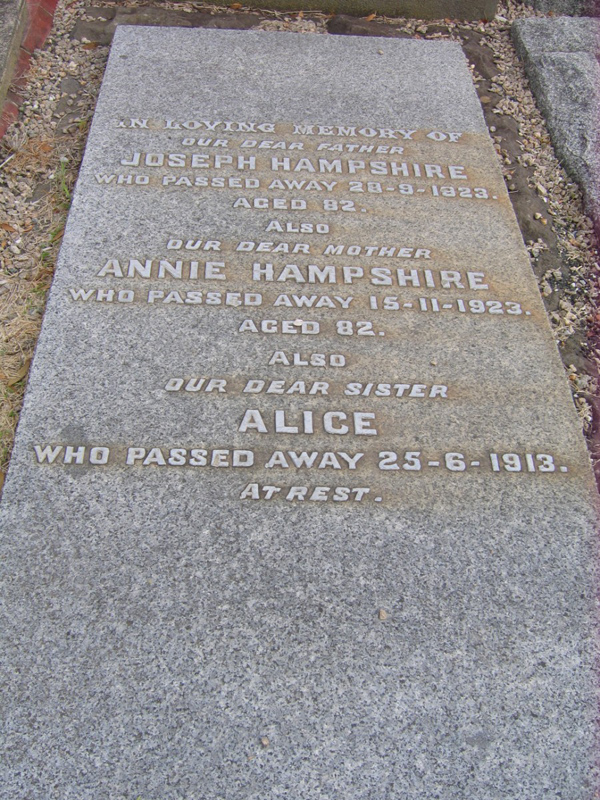 IN LOVING MEMORY OF
OUR DEAR FATHER
JOSEPH HAMPSHIRE
WHO PASSED AWAY 28-9-1923.
AGED 82.
ALSO
OUR DEAR MOTHER
ANNIE HAMPSHIRE
WHO PASSED AWAY 15-11-1923.
AGED 82.
ALSO
OUR DEAR SISTER
ALICE
WHO PASSED AWAY 25-6-1913.
AT REST.